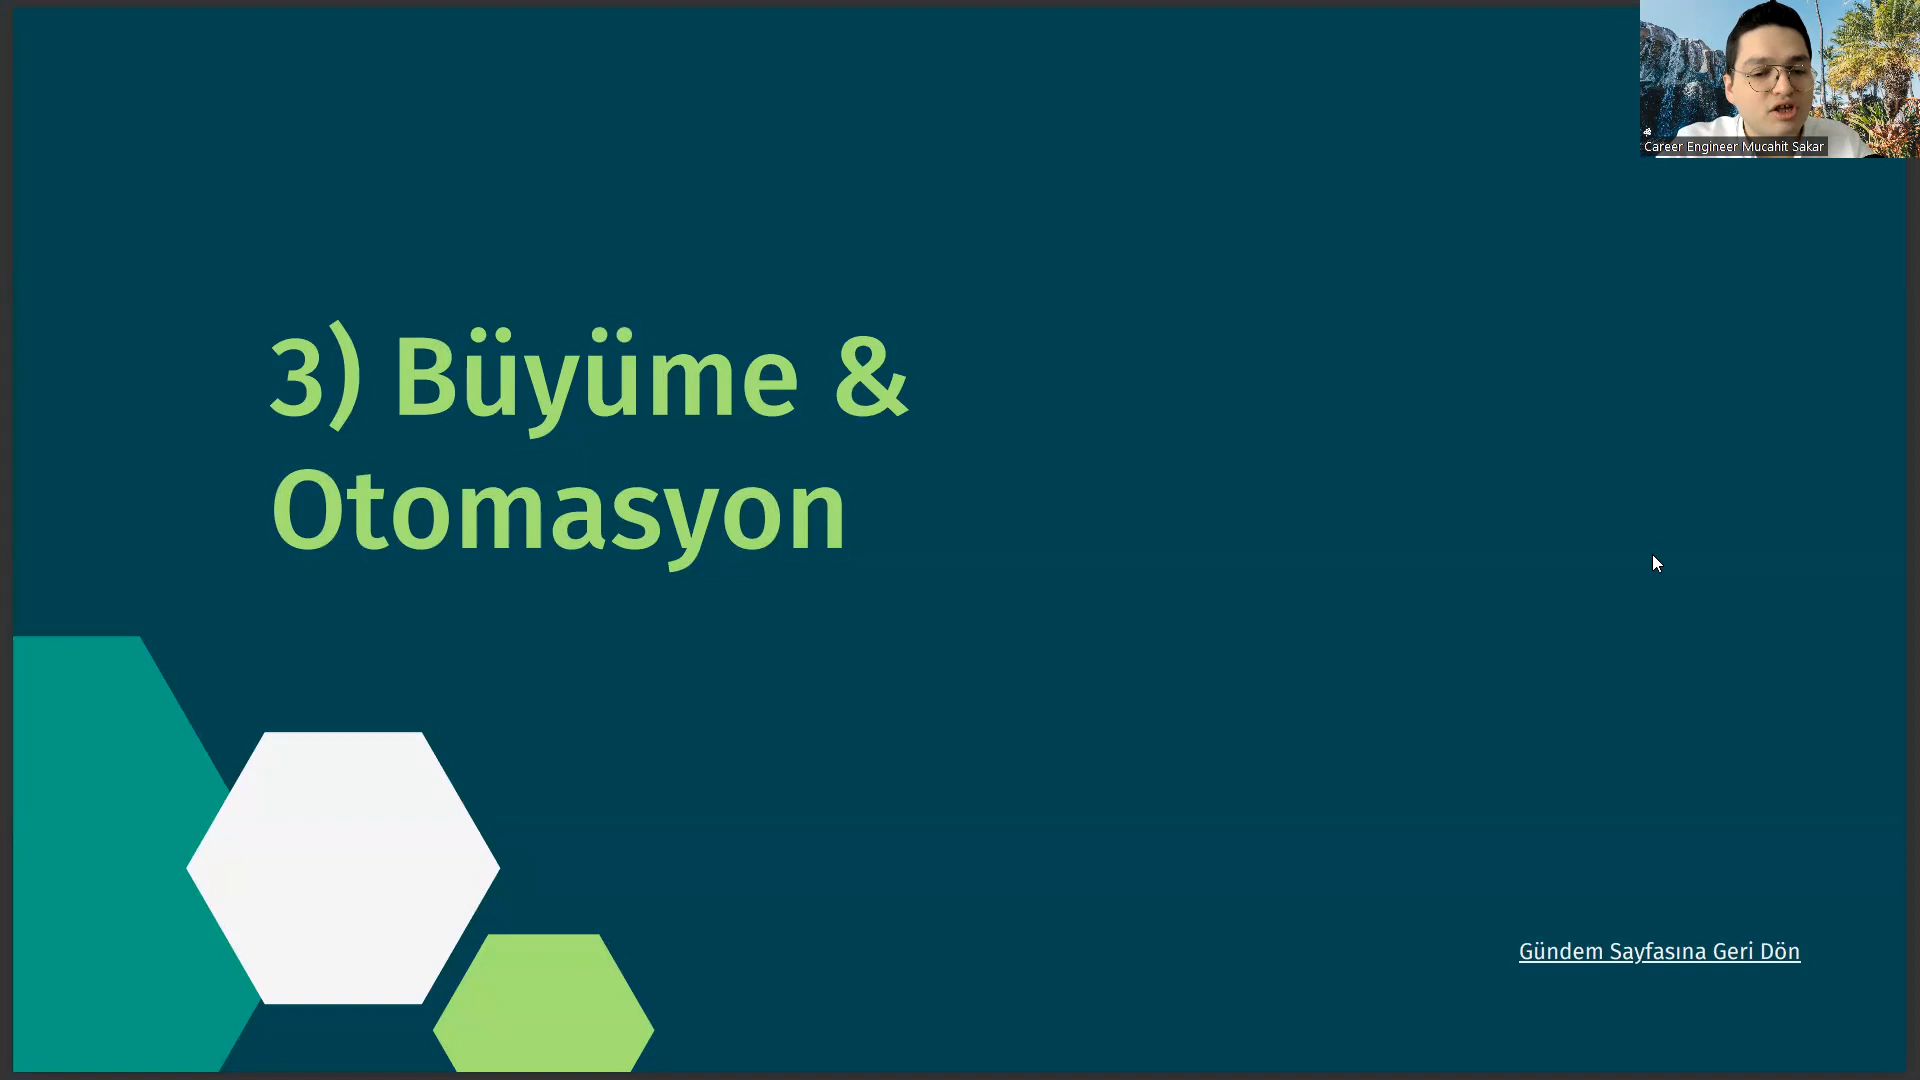 Career Engineer Mucahit Sakar
3) Büyüme &
Otomasyon
Gündem Sayfasına Geri Dön